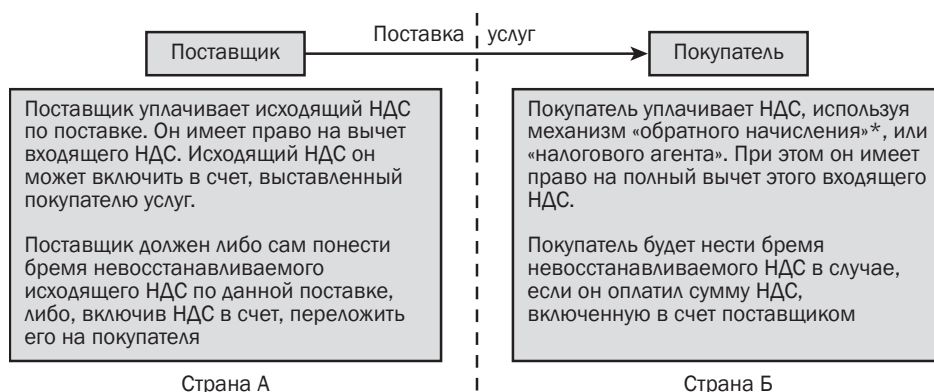 Поставка услуг
Поставщик
Покупатель
Поставщик уплачивает исходящий НДС
по поставке. Он имеет право на вычет
входящего НДС. Исходящий НДС он
может включить в счет, выставленный
покупателю услуг.
Поставщик должен либо сам понести
бремя невосстанавливаемого
исходящего НДС по данной поставке,
либо, включив НДС в счет, переложить
его на покупателя
Покупатель уплачивает НДС, используя
механизм «обратного начисления»*, или
«налогового агента». При этом он имеет
право на полный вычет этого входящего
НДС.
Покупатель будет нести бремя
невосстанавливаемого НДС в случае,
если он оплатил сумму НДС,
включенную в счет поставщиком
Страна А
Страна Б